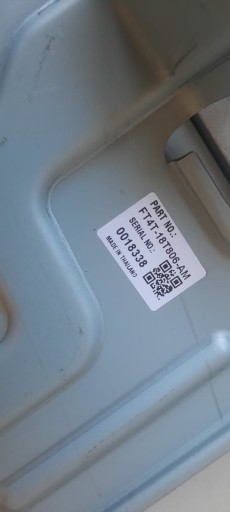 PART NO.:
FT4T-18T806-AM
SERIAL NO.:
0018338
MADE IN THAILAND